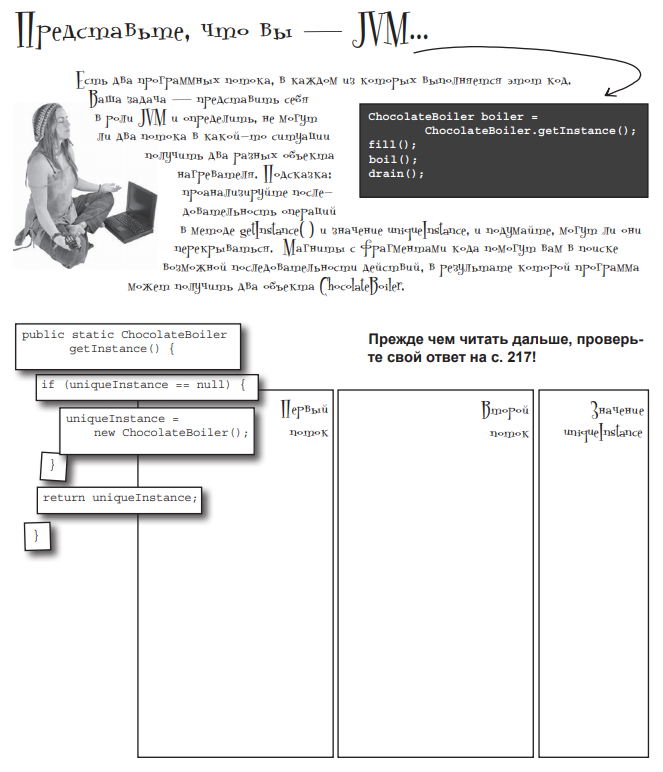 Представьте, что вы — JVM...
Есть два программных потока, в каждом из которых выполняется этот код.
Ваша задача — представить себя
в роли JVM и определить, не могут
ли два потока в какой-то ситуации
получить два разных объекта
нагревателя. Подсказка:
проанализируйте после-
довательность операций
в методе getInstance() и значение uniqueInstance, и подумайте, могут ли они
перекрываться. Магниты с фрагментами кода помогут вам в поиске
возможной последовательности действий, в результате которой программа
может получить два объекта ChocolateBoiler.
ChocolateBoiler boiler =
ChocolateBoiler.getInstance();
fill();
boil();
drain();
public static ChocolateBoiler
getInstance() {
if (uniqueInstance == null) {
uniqueInstance =
new ChocolateBoiler();
}
return uniqueInstance;
}
Прежде чем читать дальше, проверь-
те свой ответ на с. 217!
Первый
поток
Второй
поток
Значение
uniqueInstance